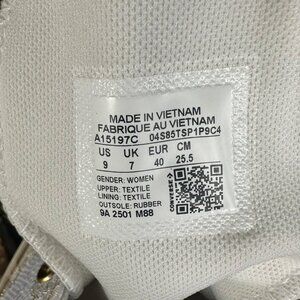 MADE IN VIETNAM
FABRIQUE AU VIETNAM
A15197C 04S85TSP1P9C4
US UK EUR CM
9 7 40 25.5
GENDER: WOMEN
UPPER: TEXTILE
LINING: TEXTILE
OUTSOLE: RUBBER
9A 2501 M88
CONVERSE